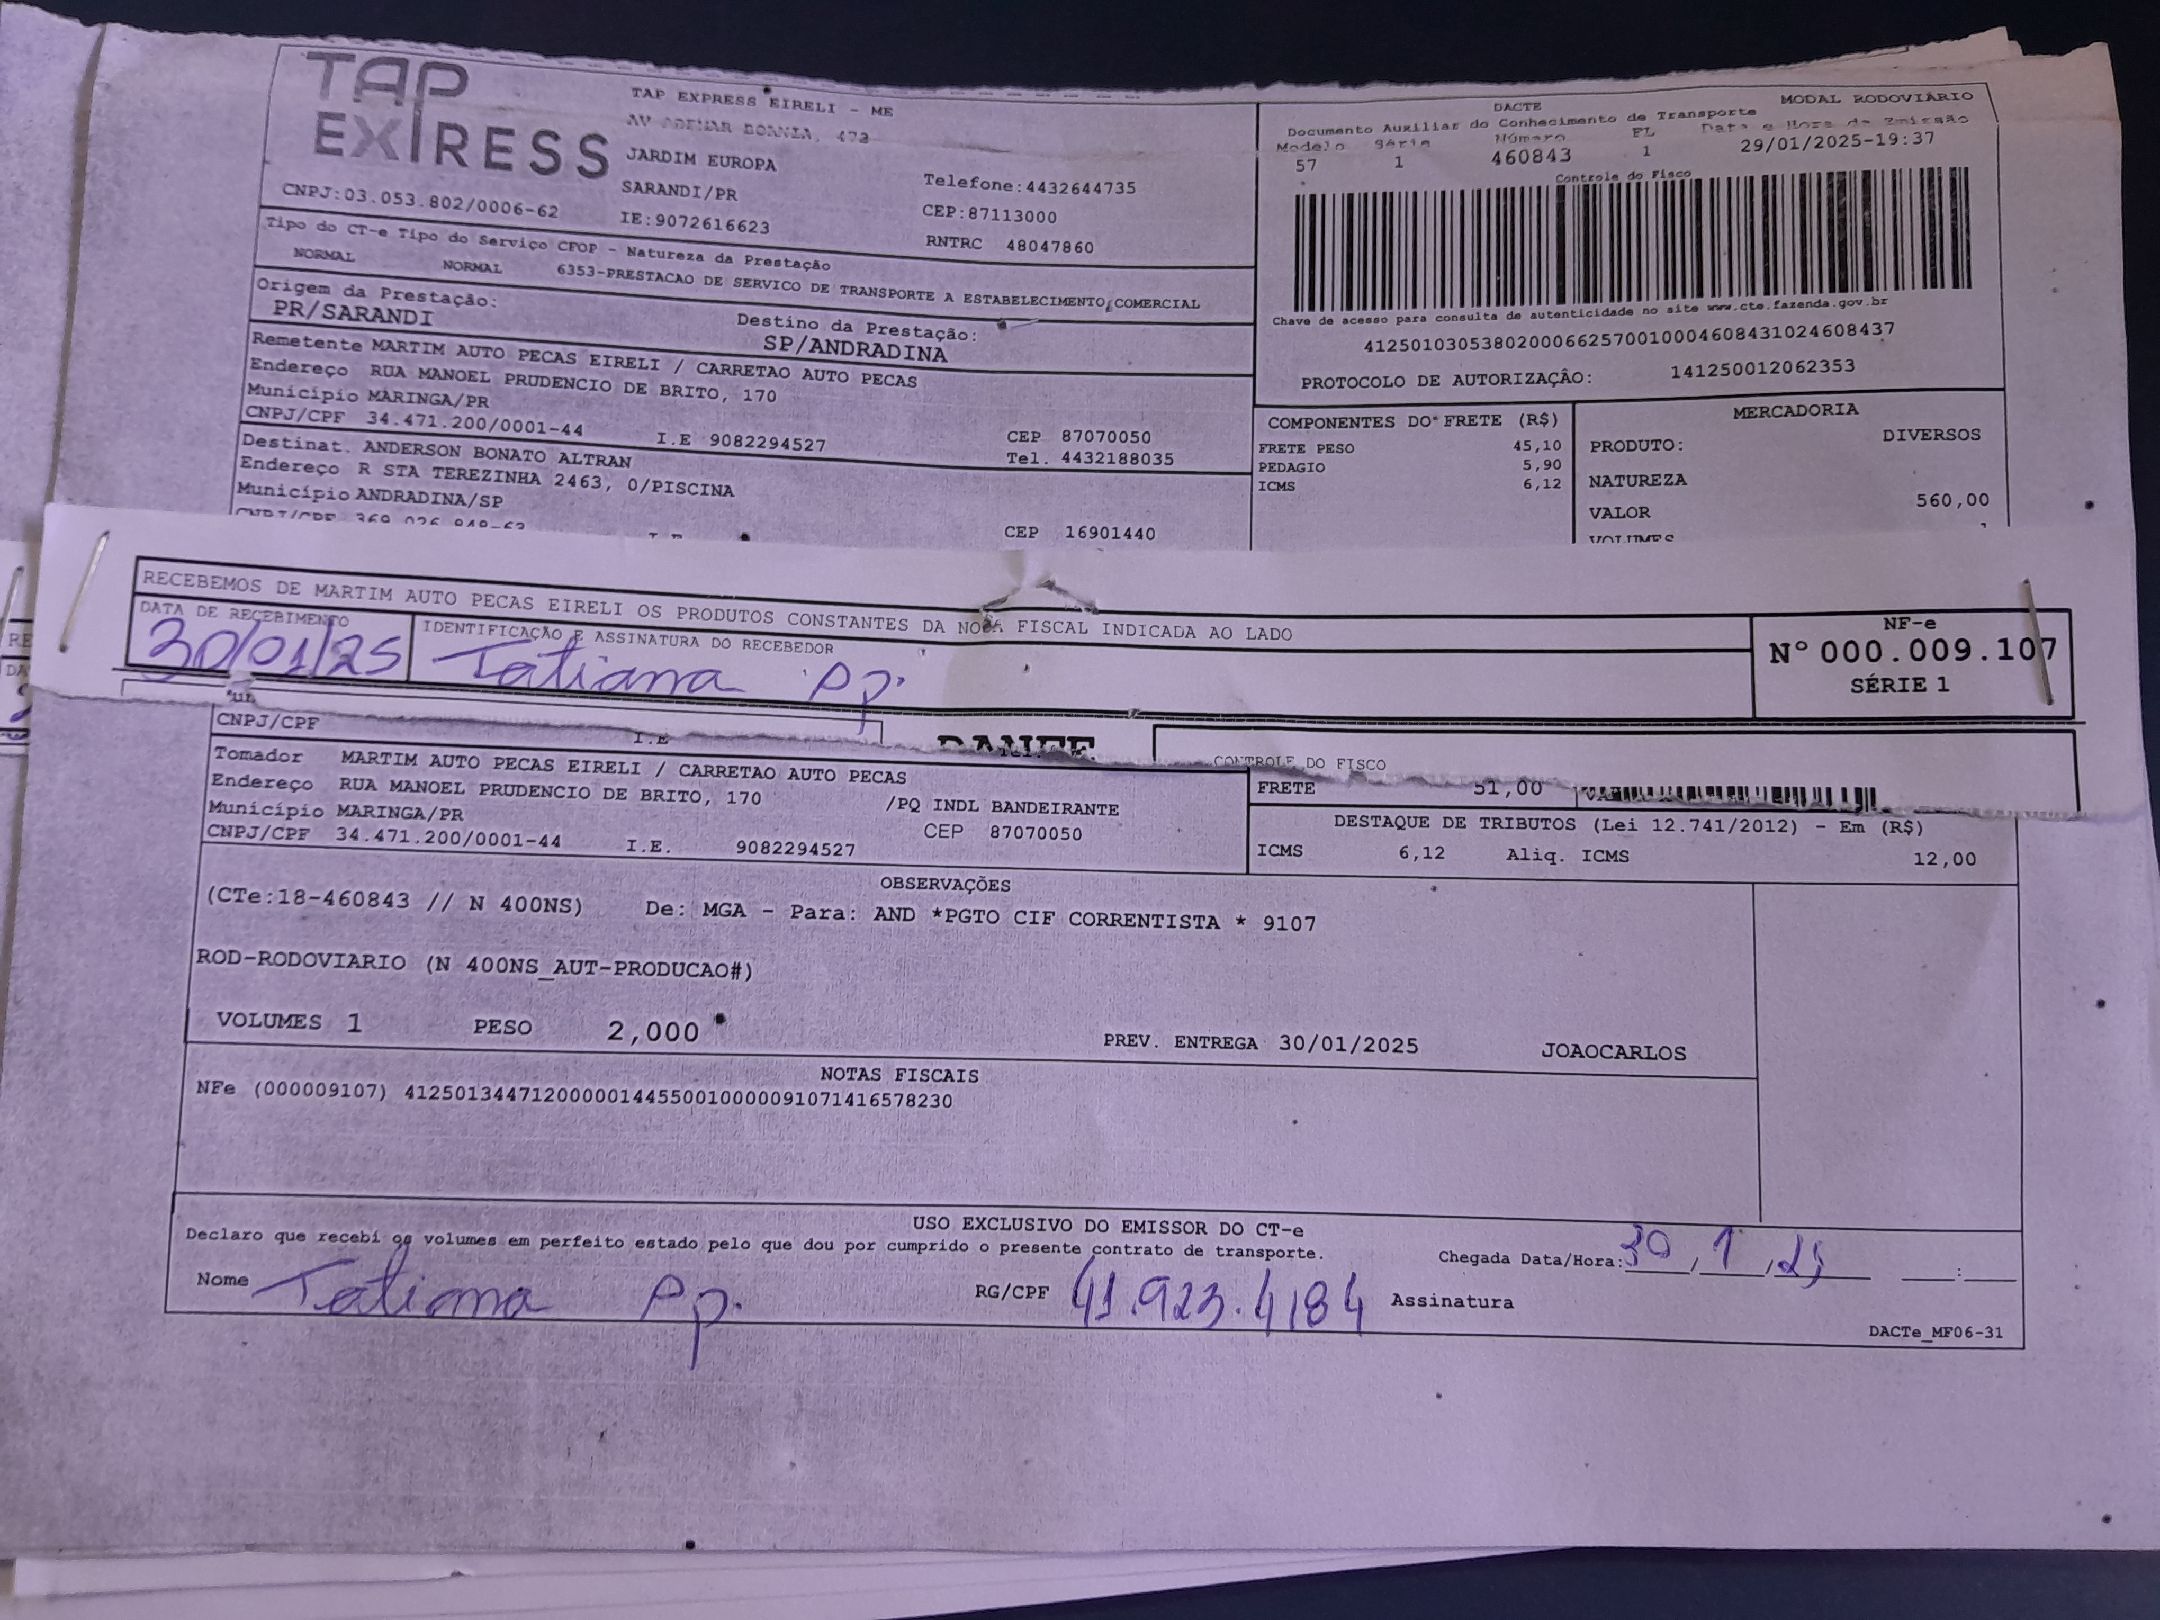 TAP
EXPRESS
TAP EXPRESS EIRELI - ME
JARDIM EUROPA
SARANDI/PR
Telefone:4432644735
CNPJ:03.053.802/0006-62
IE:9072616623
CEP:87113000
RNTRC 48047860
Tipo do CT-e Tipo do Serviço CFOP - Natureza da Prestação
NORMAL NORMAL 6353-PRESTACAO DE SERVICO DE TRANSPORTE A ESTABELECIMENTO COMERCIAL
Origem da Prestação:
PR/SARANDI
Destino da Prestação:
SP/ANDRADINA
Remetente MARTIM AUTO PECAS EIRELI / CARRETAO AUTO PECAS
Endereço RUA MANOEL PRUDENCIO DE BRITO, 170
Município MARINGA/PR
CNPJ/CPF 34.471.200/0001-44 I.E 9082294527
CEP 87070050
Tel. 4432188035
Destinat. ANDERSON BONATO ALTRAN
Endereço R STA TEREZINHA 2463, 0/PISCINA
Município ANDRADINA/SP
CEP 16901440
DACTE MODAL RODOVIÁRIO
Documento Auxiliar do Conhecimento de Transporte
Modelo Série Número FL Data e Hora de Emissão
57 1 460843 1 29/01/2025-19:37
Controle do Fisco
Chave de acesso para consulta de autenticidade no site www.cte.fazenda.gov.br
41250103053802000662570010004608431024608437
PROTOCOLO DE AUTORIZAÇÂO: 141250012062353
COMPONENTES DO FRETE (R$)
FRETE PESO 45,10
PEDAGIO 5,90
ICMS 6,12
MERCADORIA
PRODUTO: DIVERSOS
NATUREZA
VALOR 560,00
VOLUMES
RECEBEMOS DE MARTIM AUTO PECAS EIRELI OS PRODUTOS CONSTANTES DA NOTA FISCAL INDICADA AO LADO
DATA DE RECEBIMENTO
30/01/25
IDENTIFICAÇÃO E ASSINATURA DO RECEBEDOR
Tatiana pp.
NF-e
Nº 000.009.107
SÉRIE 1
DANFE
CONTROLE DO FISCO
CNPJ/CPF I.E
Tomador MARTIM AUTO PECAS EIRELI / CARRETAO AUTO PECAS
Endereço RUA MANOEL PRUDENCIO DE BRITO, 170 /PQ INDL BANDEIRANTE
Município MARINGA/PR CEP 87070050
CNPJ/CPF 34.471.200/0001-44 I.E. 9082294527
FRETE 51,00
DESTAQUE DE TRIBUTOS (Lei 12.741/2012) - Em (R$)
ICMS 6,12 Aliq. ICMS 12,00
OBSERVAÇÕES
(CTe:18-460843 // N 400NS) De: MGA - Para: AND *PGTO CIF CORRENTISTA * 9107
ROD-RODOVIARIO (N 400NS_AUT-PRODUCAO#)
VOLUMES 1 PESO 2,000 PREV. ENTREGA 30/01/2025 JOAOCARLOS
NOTAS FISCAIS
NFe (000009107) 41250134471200000144550010000091071416578230
USO EXCLUSIVO DO EMISSOR DO CT-e
Declaro que recebi os volumes em perfeito estado pelo que dou por cumprido o presente contrato de transporte.
Chegada Data/Hora: 30/1/25 :
Nome Tatiana pp. RG/CPF 41.923.4184 Assinatura
DACTe_MF06-31